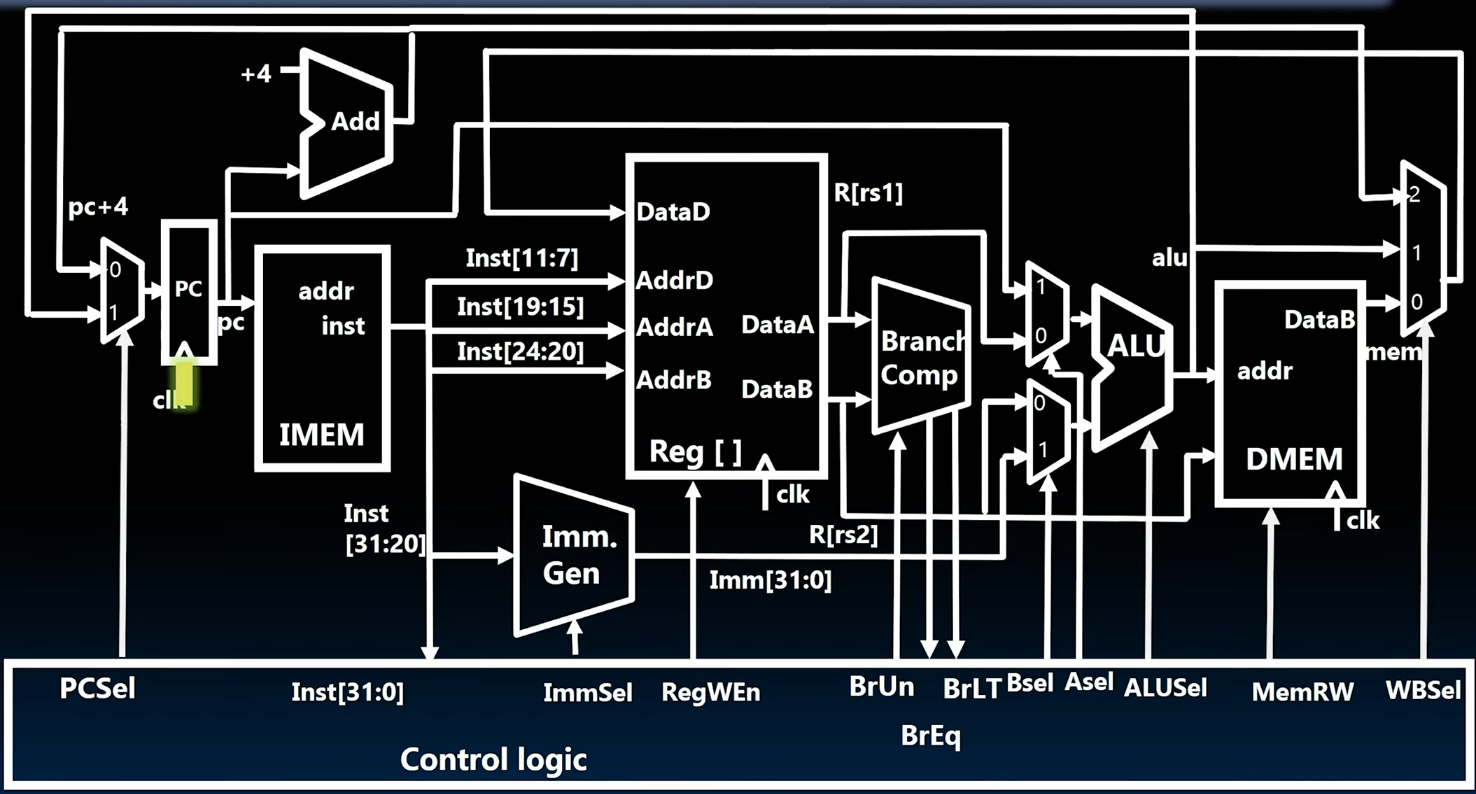 +4
Add
pc+4
0
1
PC
pc
clk
addr
inst
IMEM
Inst[11:7]
Inst[19:15]
Inst[24:20]
Inst
[31:20]
DataD
AddrD
AddrA
AddrB
DataA
DataB
Reg [ ]
clk
R[rs1]
R[rs2]
Imm.
Gen
Imm[31:0]
Branch
Comp
1
0
0
1
ALU
alu
addr
DataB
DMEM
clk
mem
2
1
0
PCSel
Inst[31:0]
ImmSel
RegWEn
BrUn
BrEq
BrLT
Bsel
Asel
ALUSel
MemRW
WBSel
Control logic